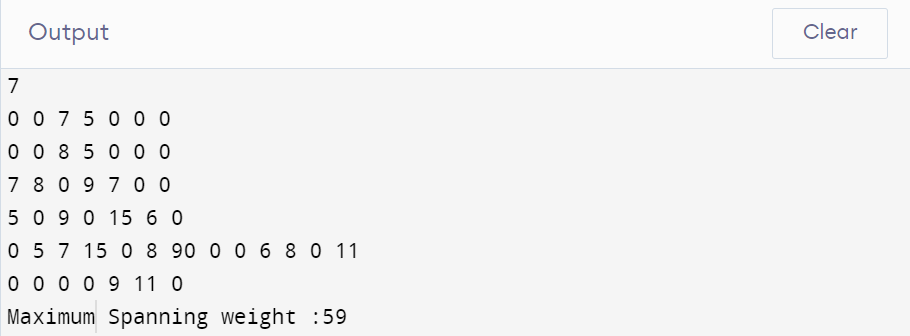 Output
Clear
7
0 0 7 5 0 0 0
0 0 8 5 0 0 0
7 8 0 9 7 0 0
5 0 9 0 15 6 0
0 5 7 15 0 8 90 0 0 6 8 0 11
0 0 0 0 9 11 0
Maximum Spanning weight :59